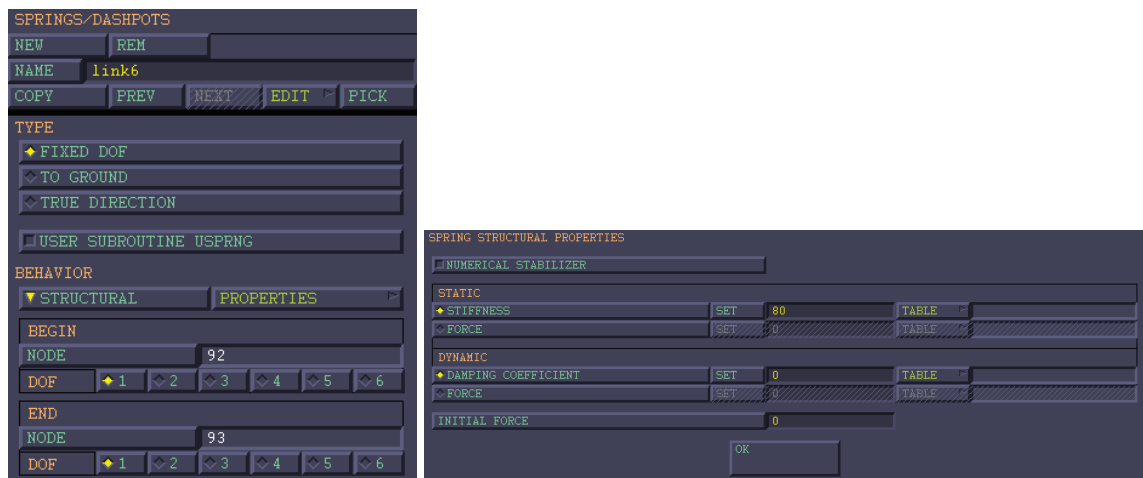 SPRINGS/DASHPOTS
NEW REM
NAME link6
COPY PREV NEXT EDIT PICK
TYPE
FIXED DOF
TO GROUND
TRUE DIRECTION
USER SUBROUTINE USPRNG
BEHAVIOR
STRUCTURAL PROPERTIES
BEGIN
NODE 92
DOF 1 2 3 4 5 6
END
NODE 93
DOF 1 2 3 4 5 6
SPRING STRUCTURAL PROPERTIES
NUMERICAL STABILIZER
STATIC
STIFFNESS SET 80 TABLE
FORCE SET 0 TABLE
DYNAMIC
DAMPING COEFFICIENT SET 0 TABLE
FORCE SET 0 TABLE
INITIAL FORCE 0
OK